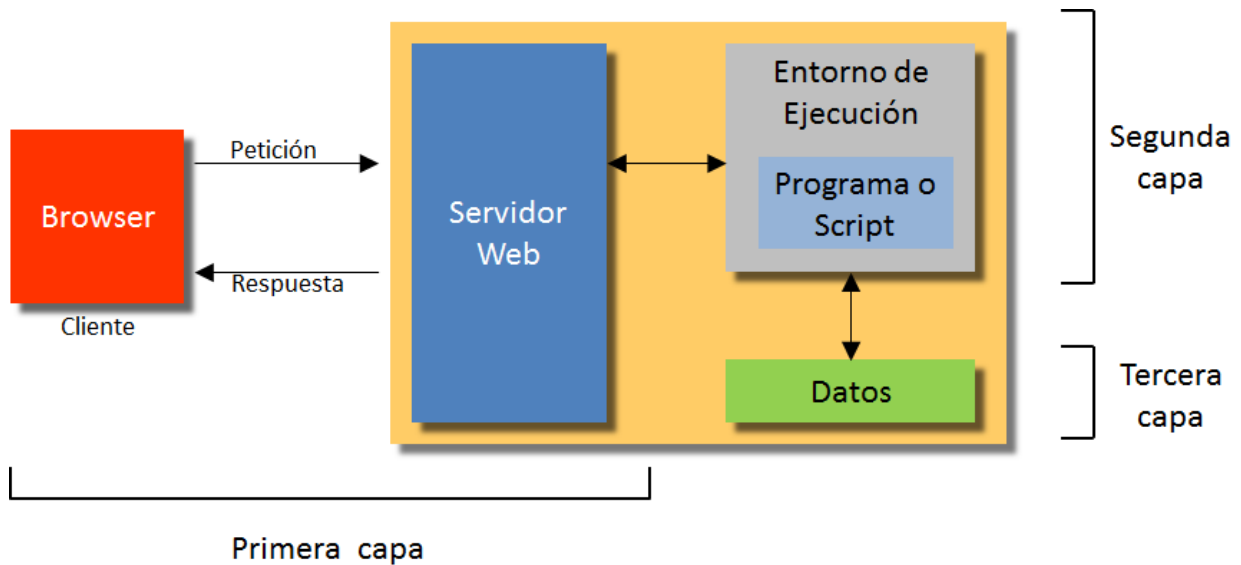 Browser
Cliente
Petición
Respuesta
Servidor
Web
Entorno de
Ejecución
Programa o
Script
Datos
Segunda
capa
Tercera
capa
Primera capa